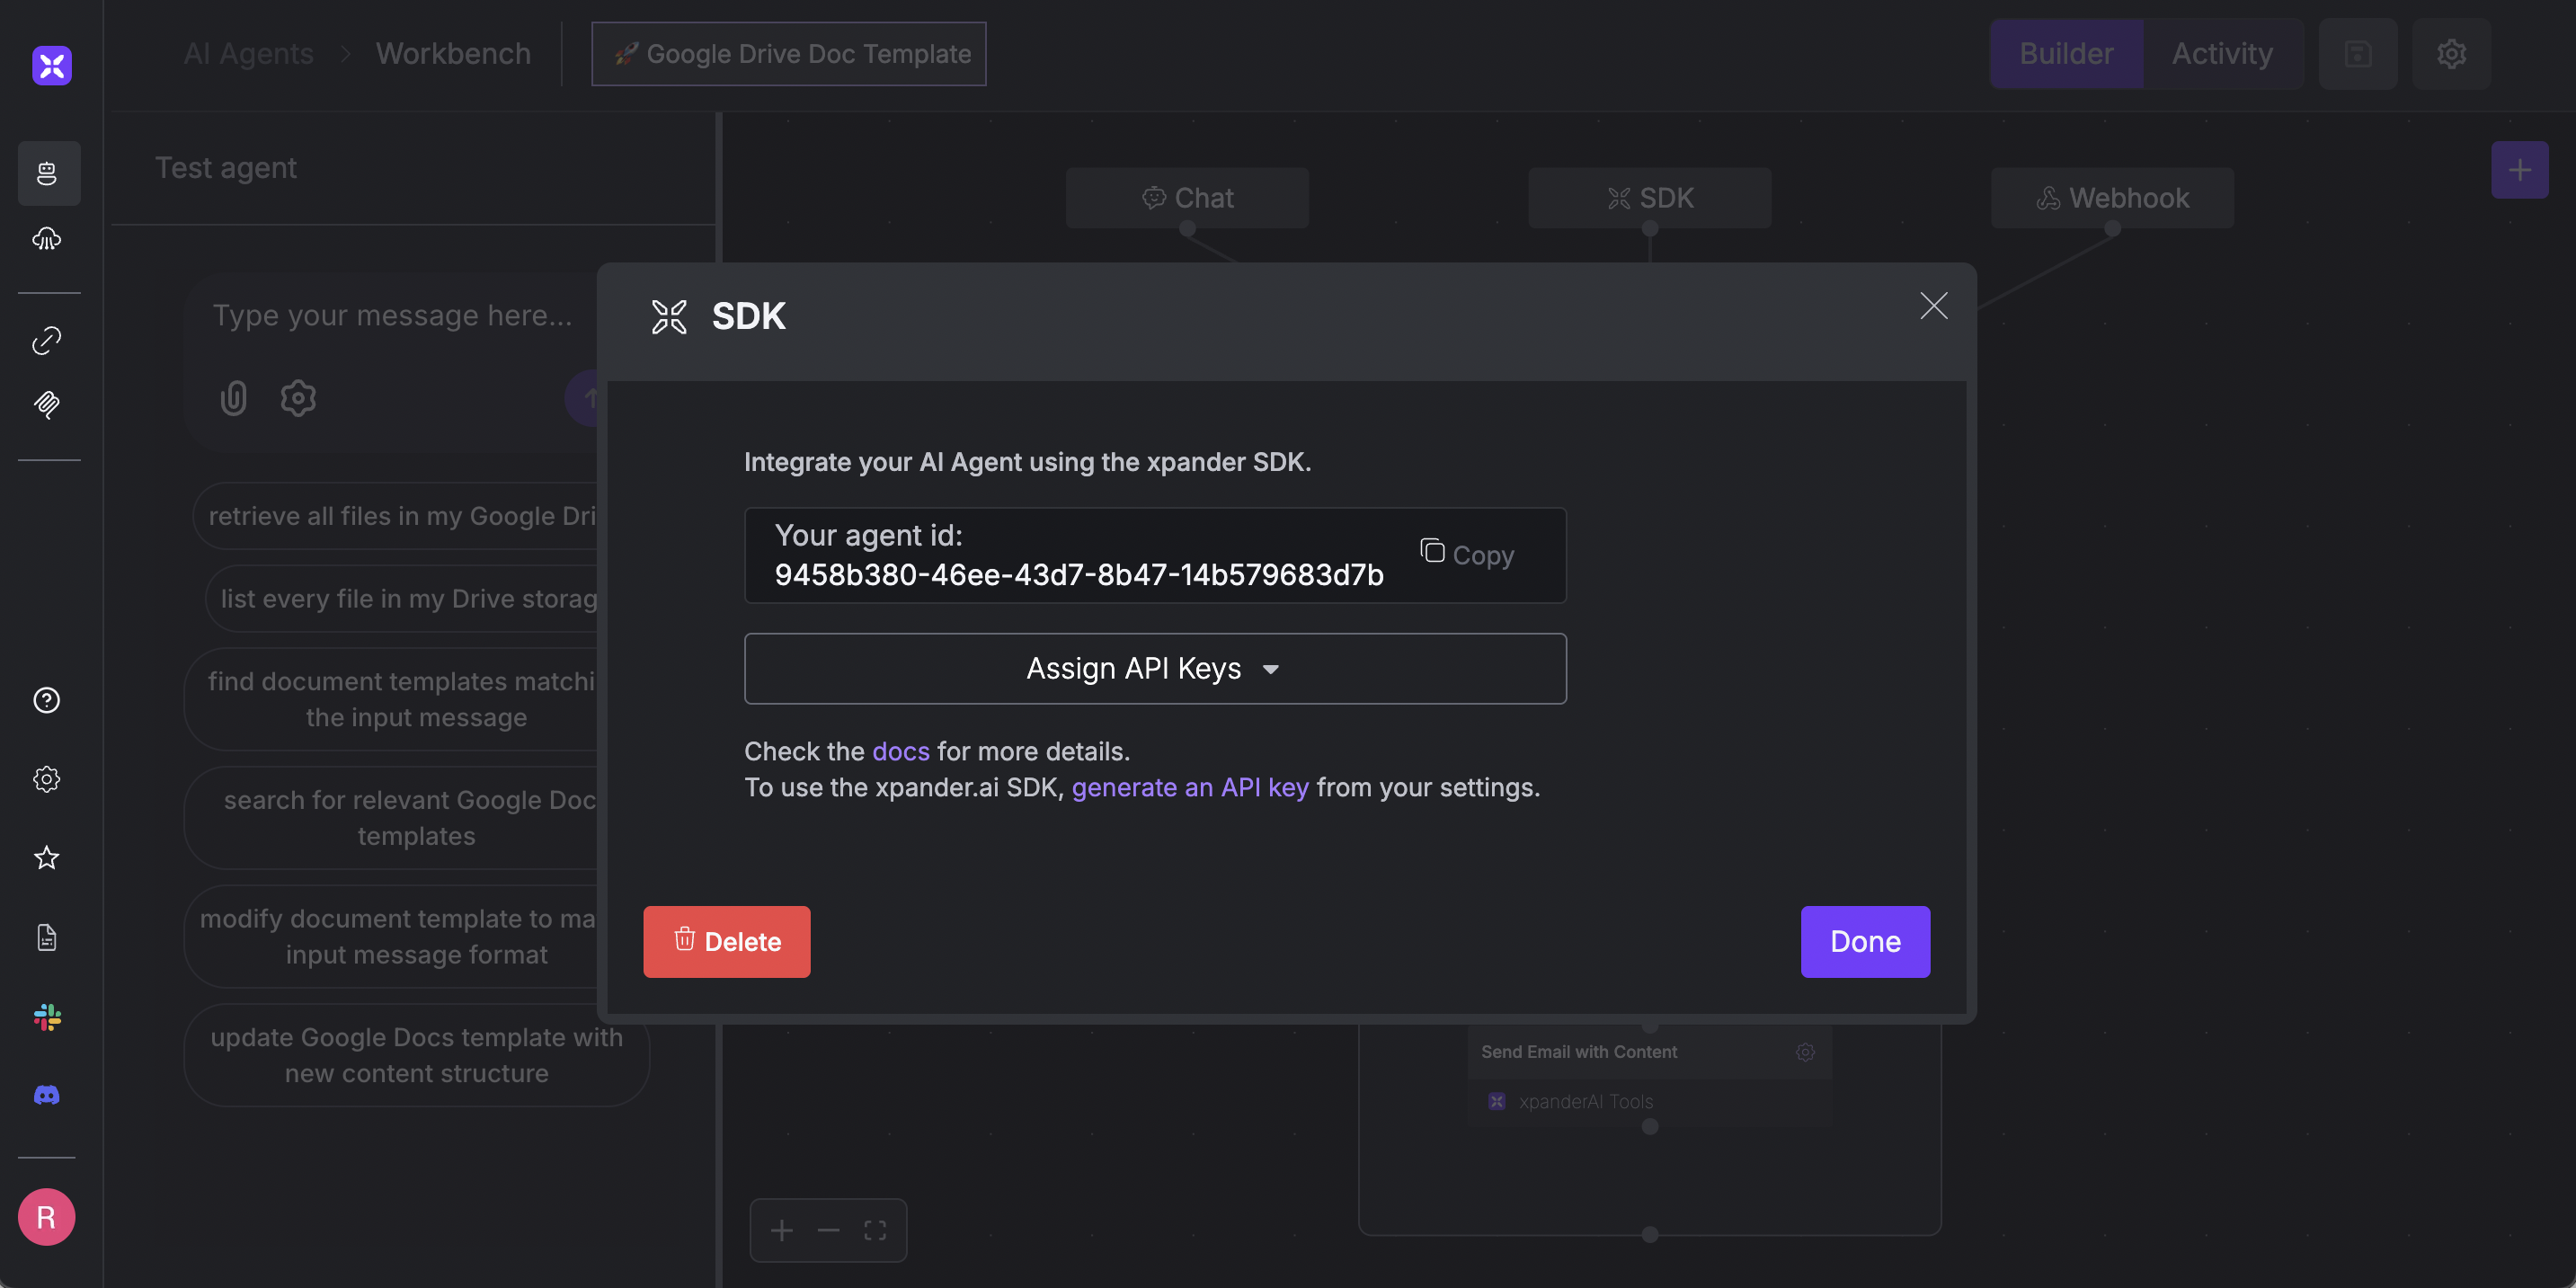 AI Agents > Workbench
🚀 Google Drive Doc Template
Builder
Activity
Test agent
Chat
SDK
Webhook
Type your message here...
retrieve all files in my Google Dri
list every file in my Drive storag
find document templates matchi
the input message
search for relevant Google Doc
templates
modify document template to ma
input message format
update Google Docs template with
new content structure
SDK
Integrate your AI Agent using the xpander SDK.
Your agent id:
9458b380-46ee-43d7-8b47-14b579683d7b
Copy
Assign API Keys
Check the docs for more details.
To use the xpander.ai SDK, generate an API key from your settings.
Delete
Done
Send Email with Content
xpanderAI Tools
R